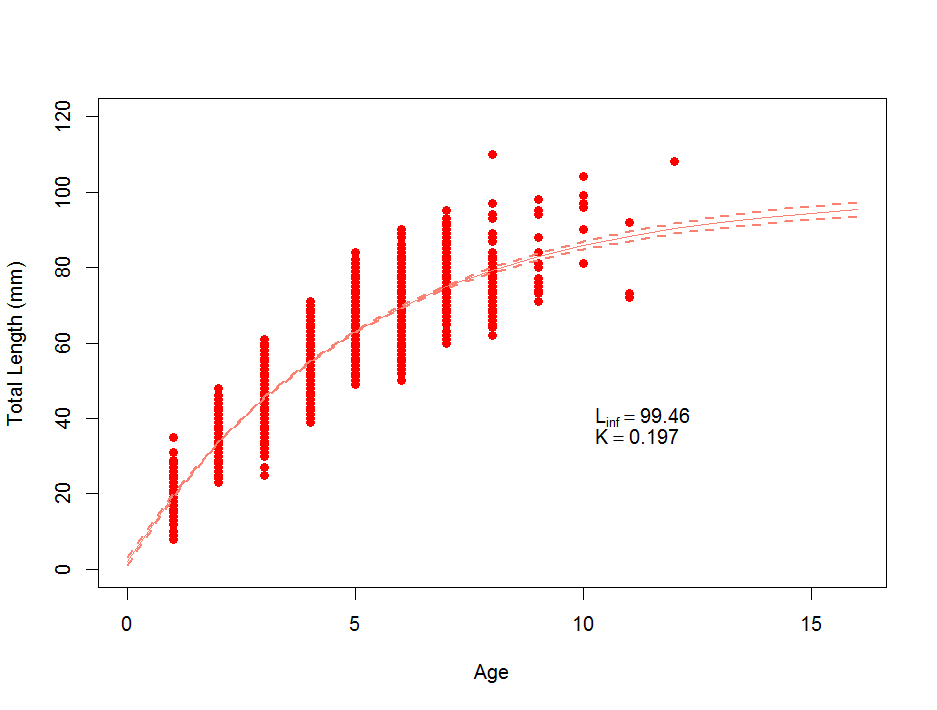 Total Length (mm)
120
100
80
60
40
20
0
L_inf = 99.46
K = 0.197
0 5 10 15
Age